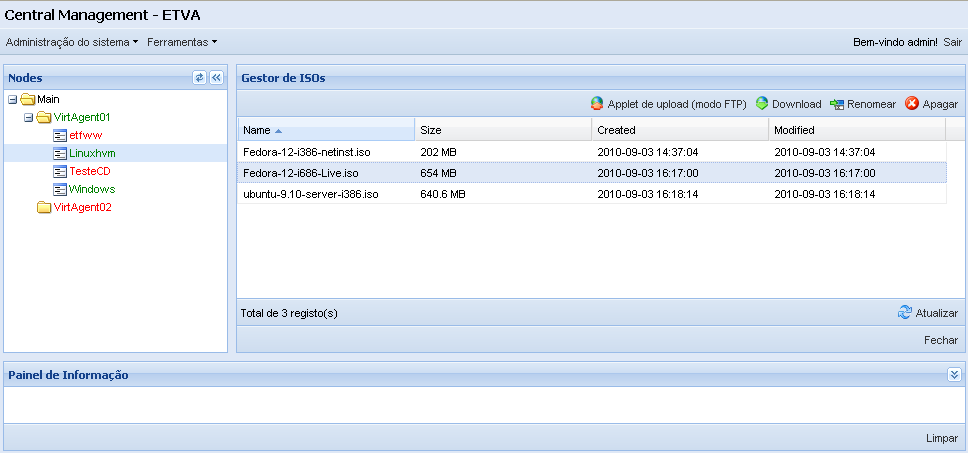 Central Management - ETVA
Administração do sistema Ferramentas Bem-vindo admin! Sair
Nodes
Main
VirtAgent01
etfww
Linuxhvm
TesteCD
Windows
VirtAgent02
Gestor de ISOs
Applet de upload (modo FTP) Download Renomear Apagar
Name Size Created Modified
Fedora-12-i386-netinst.iso 202 MB 2010-09-03 14:37:04 2010-09-03 14:37:04
Fedora-12-i686-Live.iso 654 MB 2010-09-03 16:17:00 2010-09-03 16:17:00
ubuntu-9.10-server-i386.iso 640.6 MB 2010-09-03 16:18:14 2010-09-03 16:18:14
Total de 3 registo(s) Atualizar
Fechar
Painel de Informação
Limpar